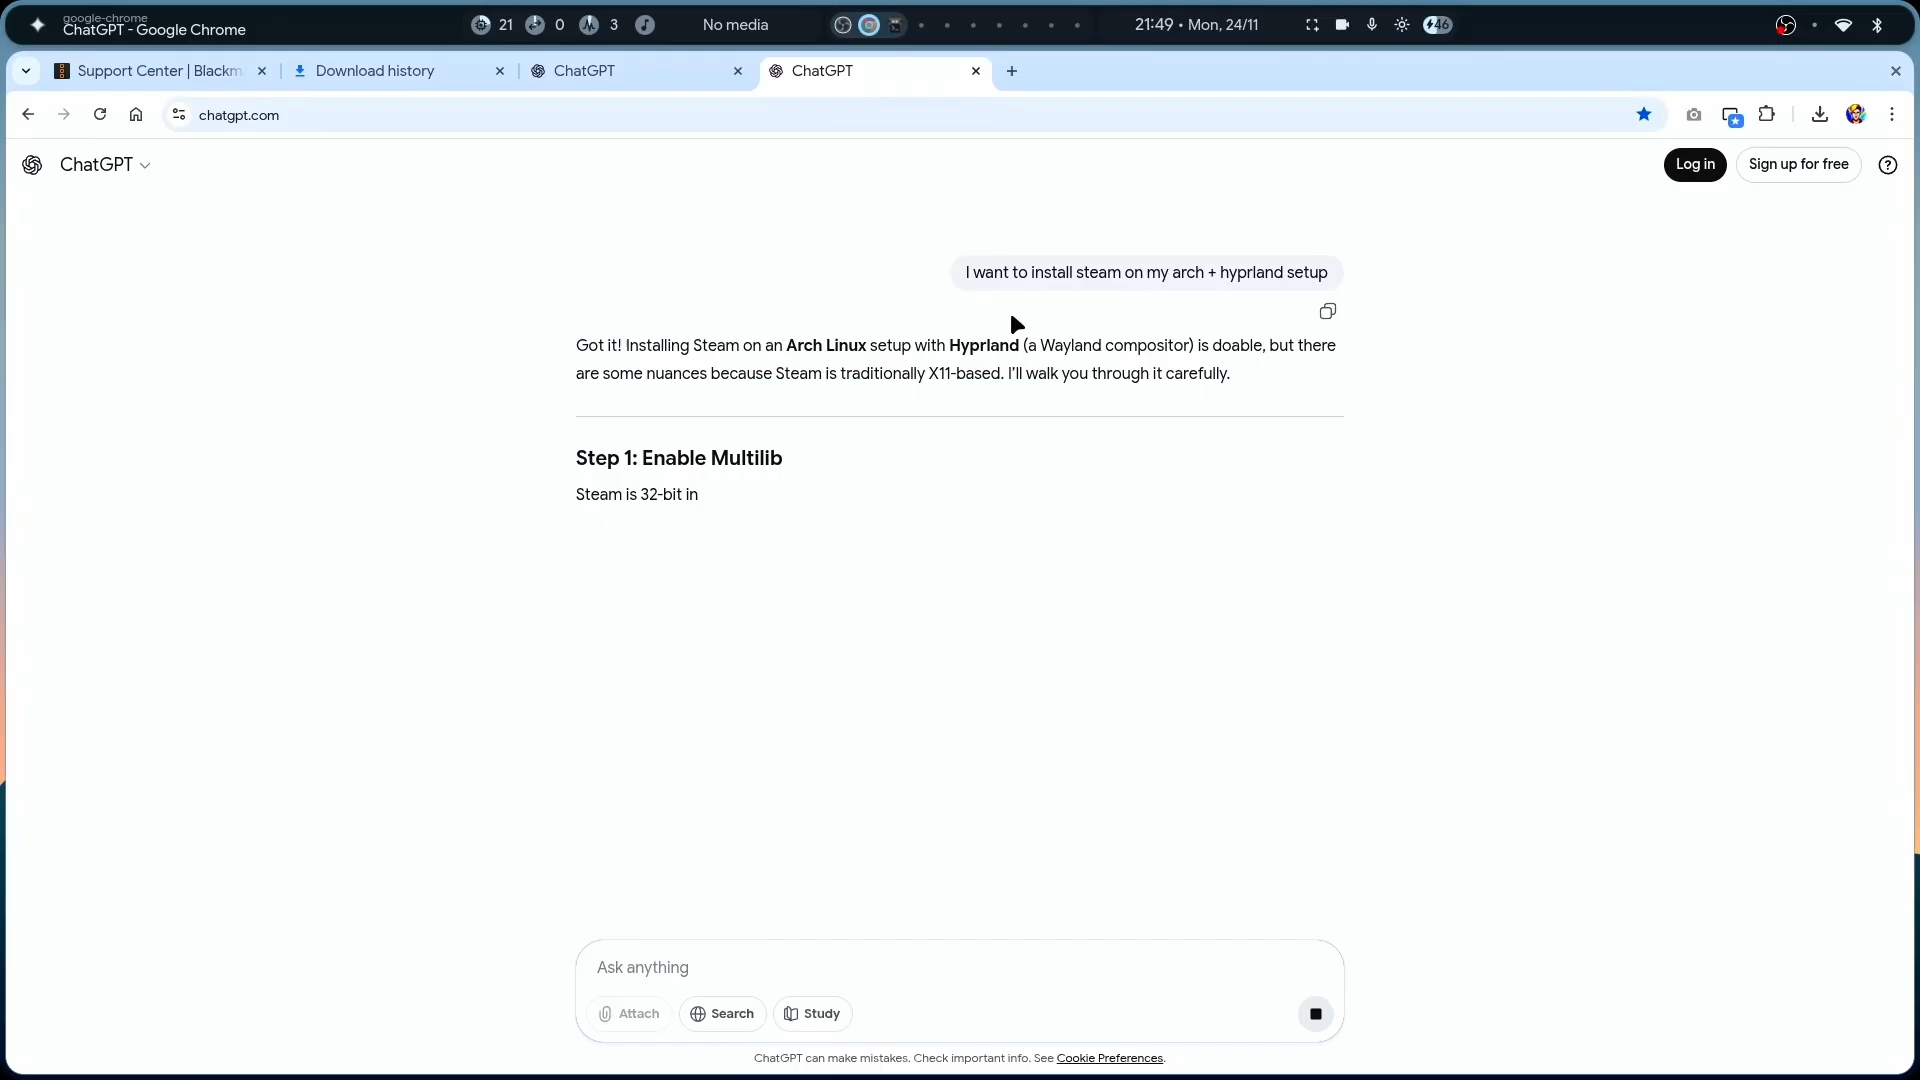 google-chrome
ChatGPT - Google Chrome
21 0 3 No media 21:49 • Mon, 24/11 46
Support Center | Blackm
Download history
ChatGPT
ChatGPT
chatgpt.com
ChatGPT
Log in
Sign up for free
I want to install steam on my arch + hyprland setup
Got it! Installing Steam on an Arch Linux setup with Hyprland (a Wayland compositor) is doable, but there
are some nuances because Steam is traditionally X11-based. I’ll walk you through it carefully.
Step 1: Enable Multilib
Steam is 32-bit in
Ask anything
Attach
Search
Study
ChatGPT can make mistakes. Check important info. See Cookie Preferences.